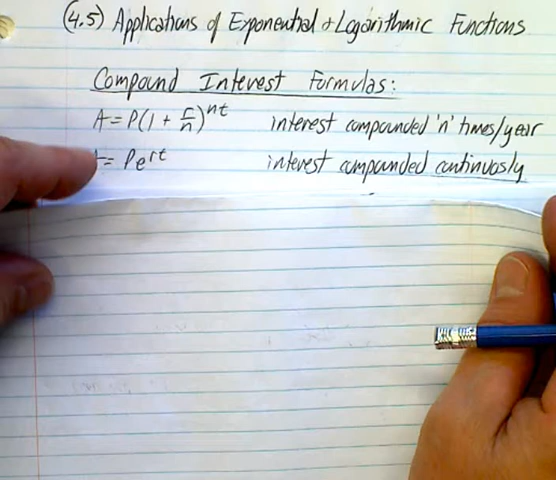 (4.5) Applications of Exponential & Logarithmic Functions
Compound Interest Formulas:
A = P(1 + r/n)^nt interest compounded 'n' times/year
= Pe^rt interest compounded continuosly